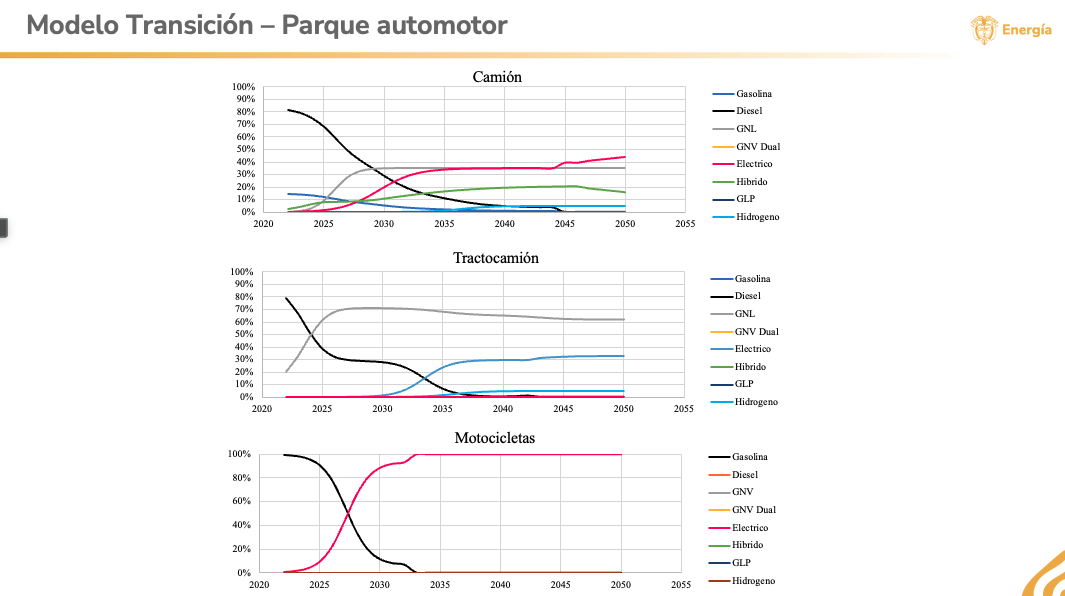 Modelo Transición – Parque automotor
Energía
Camión
100%
90%
80%
70%
60%
50%
40%
30%
20%
10%
0%
2020 2025 2030 2035 2040 2045 2050 2055
Gasolina
Diesel
GNL
GNV Dual
Electrico
Hibrido
GLP
Hidrogeno
Tractocamión
100%
90%
80%
70%
60%
50%
40%
30%
20%
10%
0%
2020 2025 2030 2035 2040 2045 2050 2055
Gasolina
Diesel
GNL
GNV Dual
Electrico
Hibrido
GLP
Hidrogeno
Motocicletas
100%
80%
60%
40%
20%
0%
2020 2025 2030 2035 2040 2045 2050 2055
Gasolina
Diesel
GNV
GNV Dual
Electrico
Hibrido
GLP
Hidrogeno